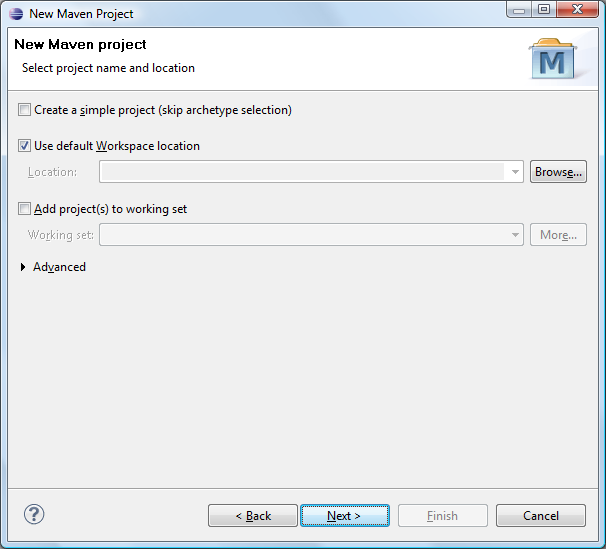 New Maven Project
New Maven project
Select project name and location
M
Create a simple project (skip archetype selection)
Use default Workspace location
Location:
Browse...
Add project(s) to working set
Working set:
More...
Advanced
?
< Back
Next >
Finish
Cancel